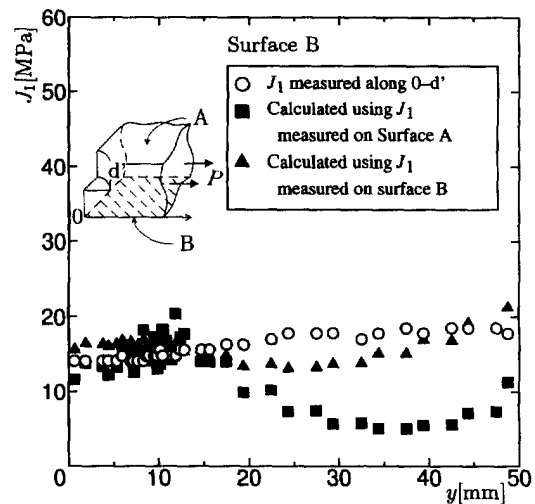 Surface B
J₁ measured along 0–d'
Calculated using J₁
measured on Surface A
Calculated using J₁
measured on surface B
J₁[MPa]
60
50
40
30
20
10
0
A
d'
P
0
B
0 10 20 30 40 50
y[mm]